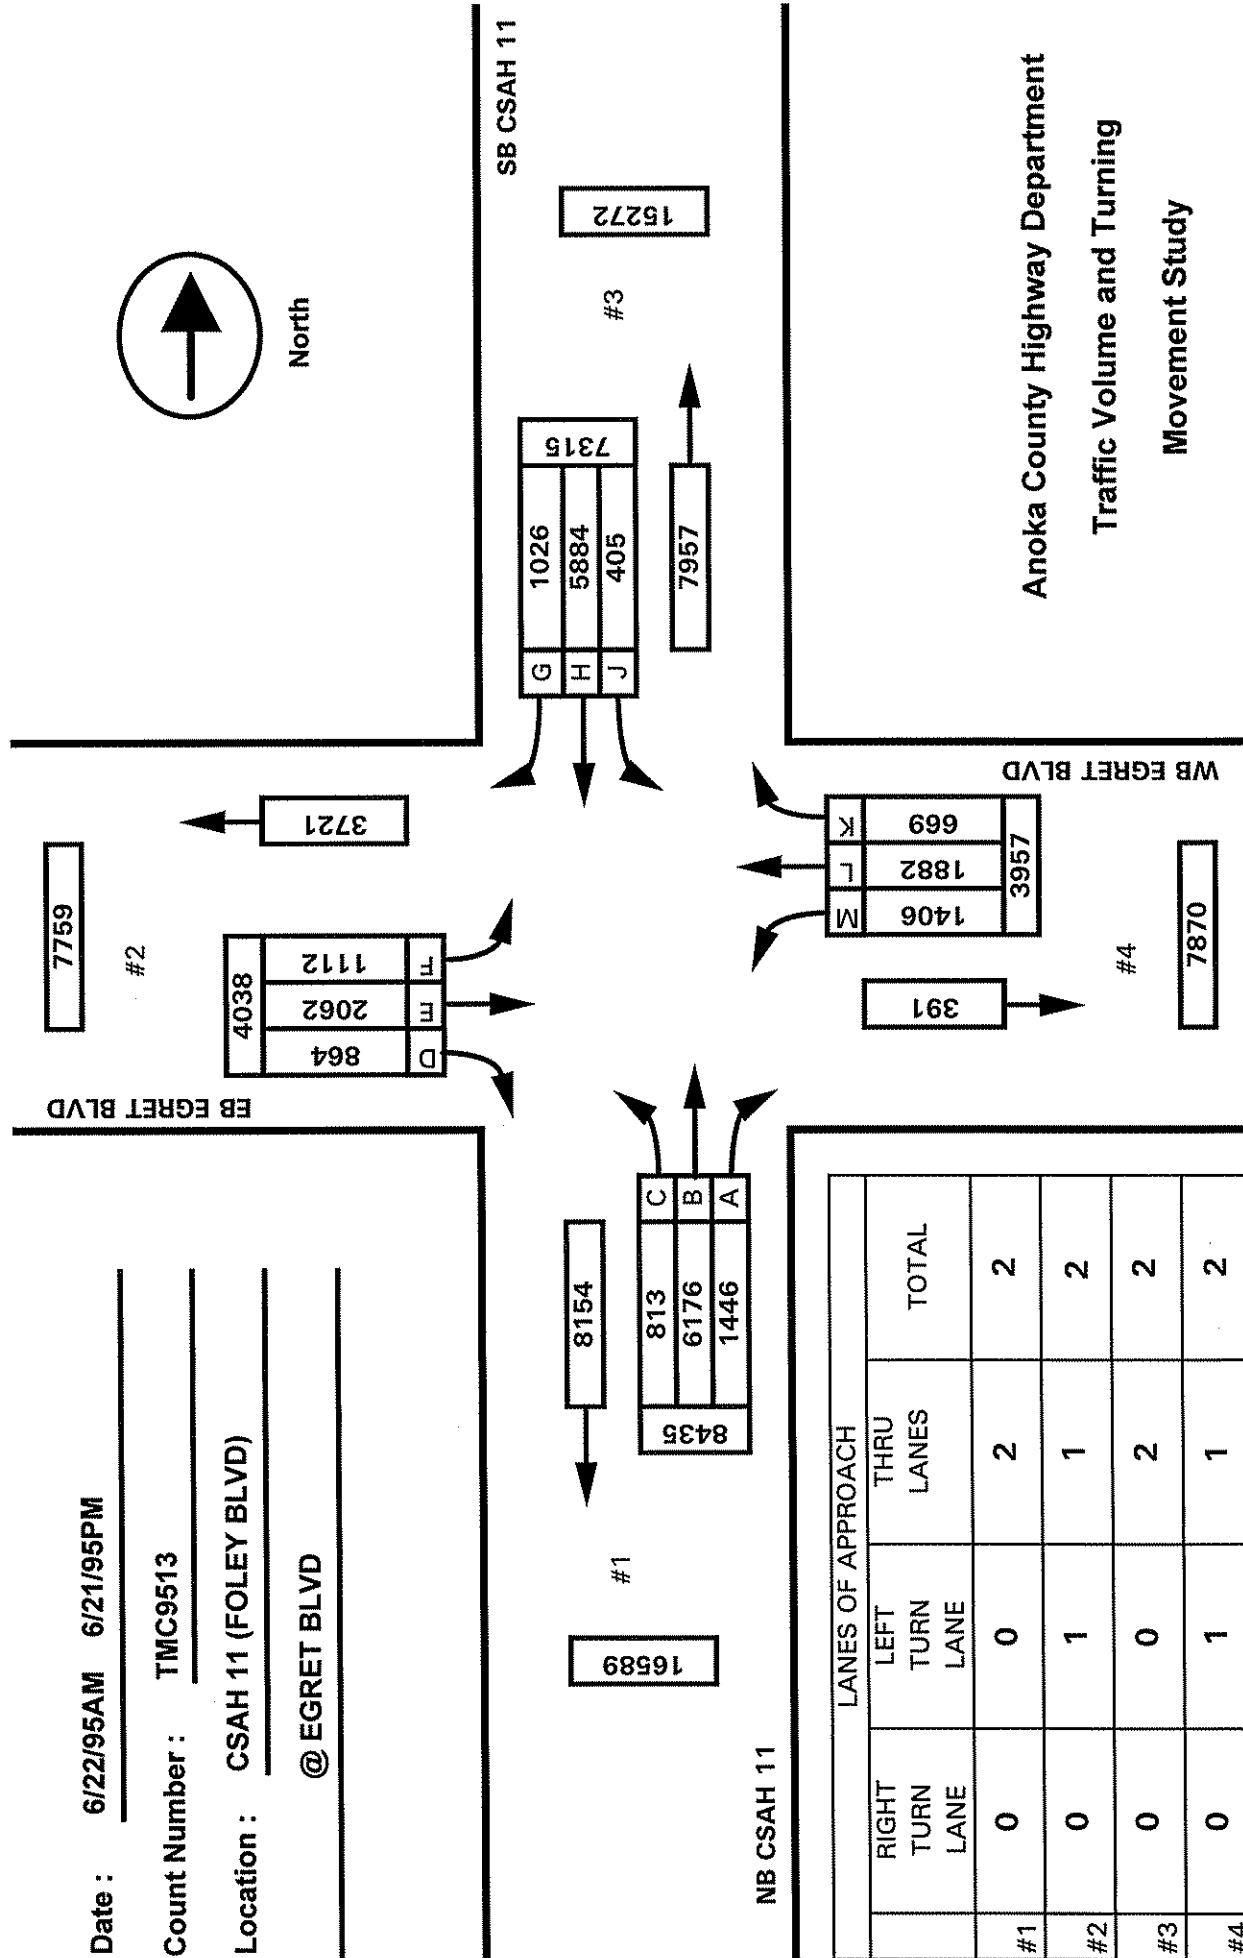 Date : 6/22/95AM 6/21/95PM
Count Number : TMC9513
Location : CSAH 11 (FOLEY BLVD)
@ EGRET BLVD
North
SB CSAH 11
7759
#2
EB EGRET BLVD
4038
864
2062
1112
D
E
F
3721
G 1026
H 5884
J 405
7315
15272
#3
7957
8154
#1
16589
8435
813 C
6176 B
1446 A
NB CSAH 11
WB EGRET BLVD
M
L
K
1406
1882
669
3957
391
#4
7870
LANES OF APPROACH
RIGHT TURN LANE
LEFT TURN LANE
THRU LANES
TOTAL
#1 0 0 2 2
#2 0 1 1 2
#3 0 0 2 2
#4 0 1 1 2
Anoka County Highway Department
Traffic Volume and Turning
Movement Study